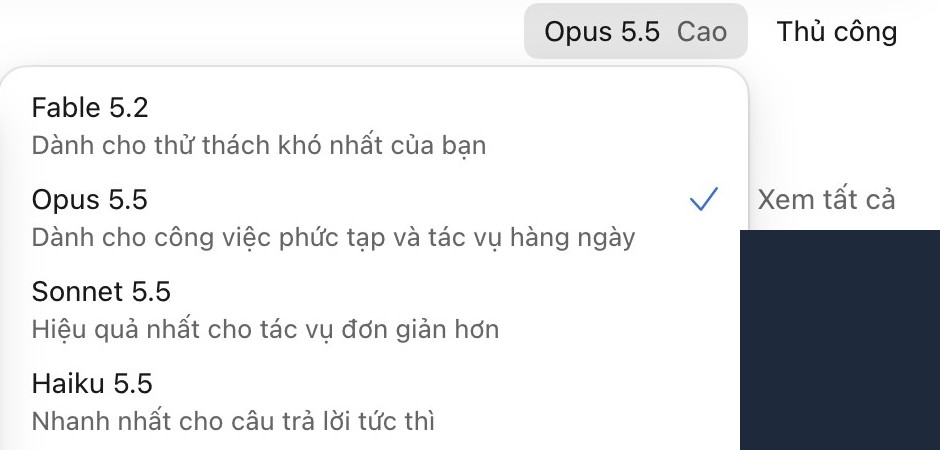 Opus 5.5 Cao Thủ công
Fable 5.2
Dành cho thử thách khó nhất của bạn
Opus 5.5
Xem tất cả
Dành cho công việc phức tạp và tác vụ hàng ngày
Sonnet 5.5
Hiệu quả nhất cho tác vụ đơn giản hơn
Haiku 5.5
Nhanh nhất cho câu trả lời tức thì